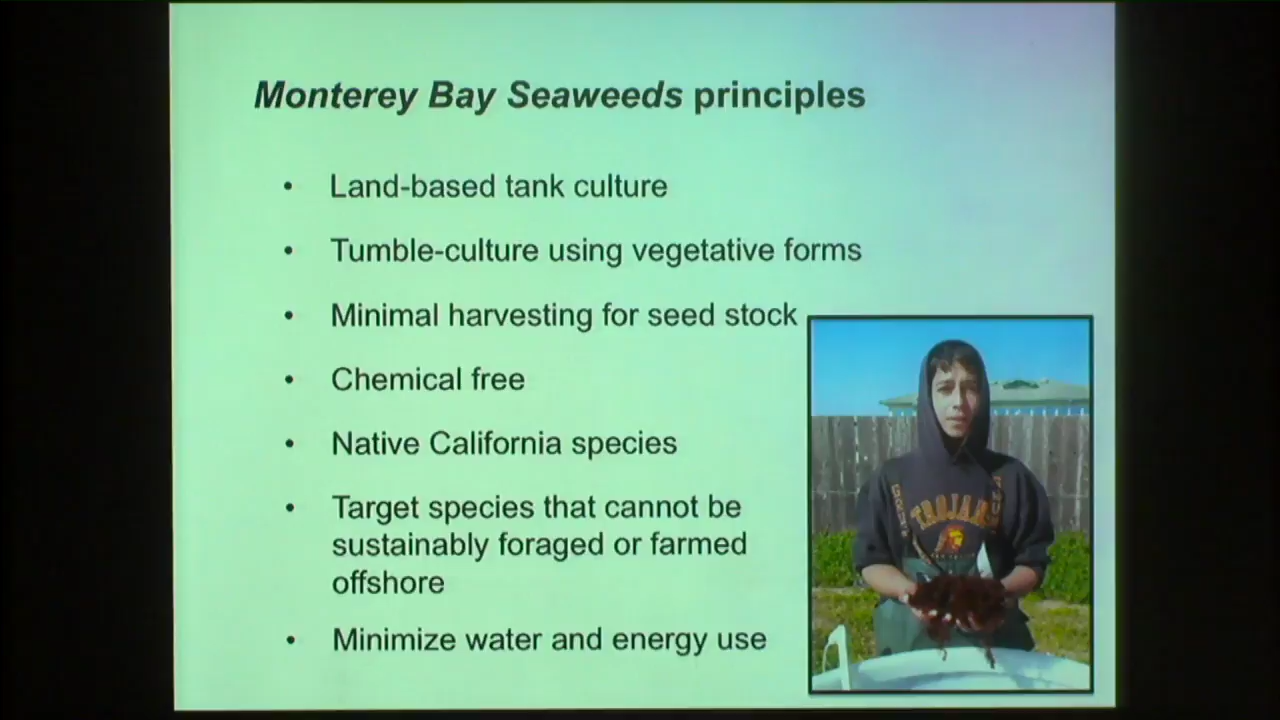 Monterey Bay Seaweeds principles
• Land-based tank culture
• Tumble-culture using vegetative forms
• Minimal harvesting for seed stock
• Chemical free
• Native California species
• Target species that cannot be
sustainably foraged or farmed
offshore
• Minimize water and energy use
TROJANS